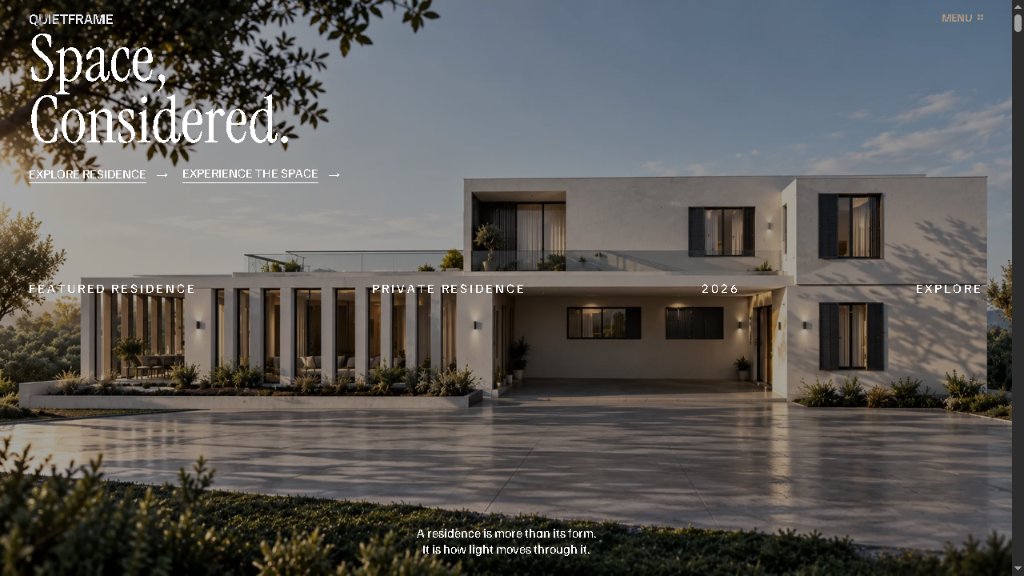 QUIETFRAME
MENU
Space,
Considered.
EXPLORE RESIDENCE → EXPERIENCE THE SPACE →
FEATURED RESIDENCE PRIVATE RESIDENCE 2026 EXPLORE
A residence is more than its form.
It is how light moves through it.